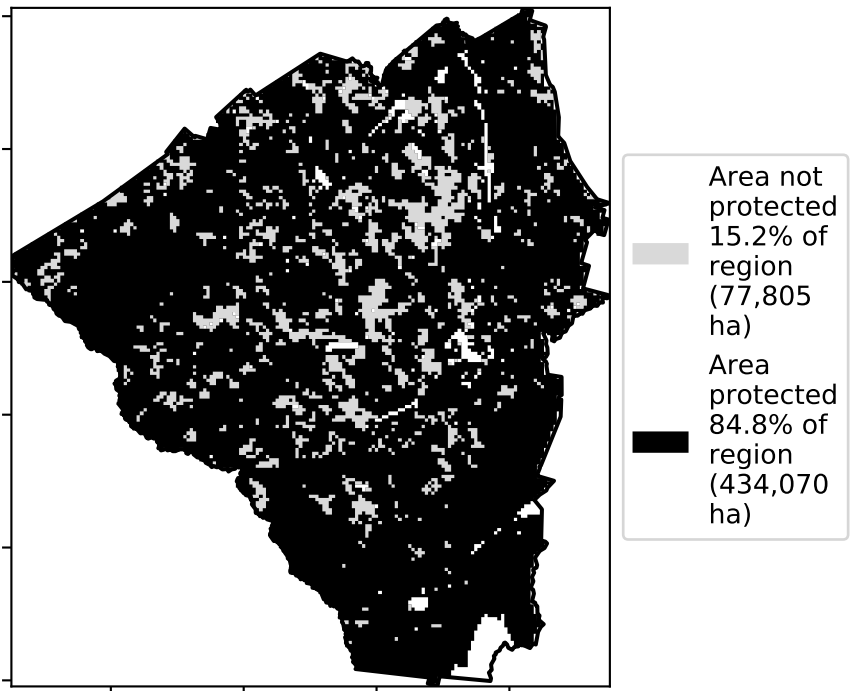 Area not
protected
15.2% of
region
(77,805
ha)
Area
protected
84.8% of
region
(434,070
ha)